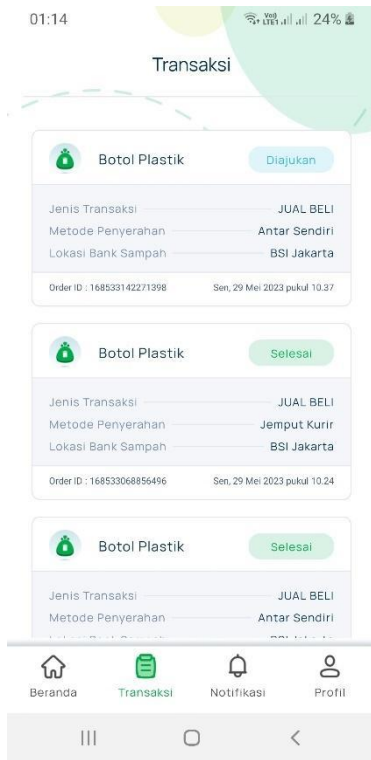 01:14 24%
Transaksi
Botol Plastik Diajukan
Jenis Transaksi JUAL BELI
Metode Penyerahan Antar Sendiri
Lokasi Bank Sampah BSI Jakarta
Order ID : 168533142271398 Sen, 29 Mei 2023 pukul 10.37
Botol Plastik Selesai
Jenis Transaksi JUAL BELI
Metode Penyerahan Jemput Kurir
Lokasi Bank Sampah BSI Jakarta
Order ID : 168533068856496 Sen, 29 Mei 2023 pukul 10.24
Botol Plastik Selesai
Jenis Transaksi JUAL BELI
Metode Penyerahan Antar Sendiri
Beranda Transaksi Notifikasi Profil